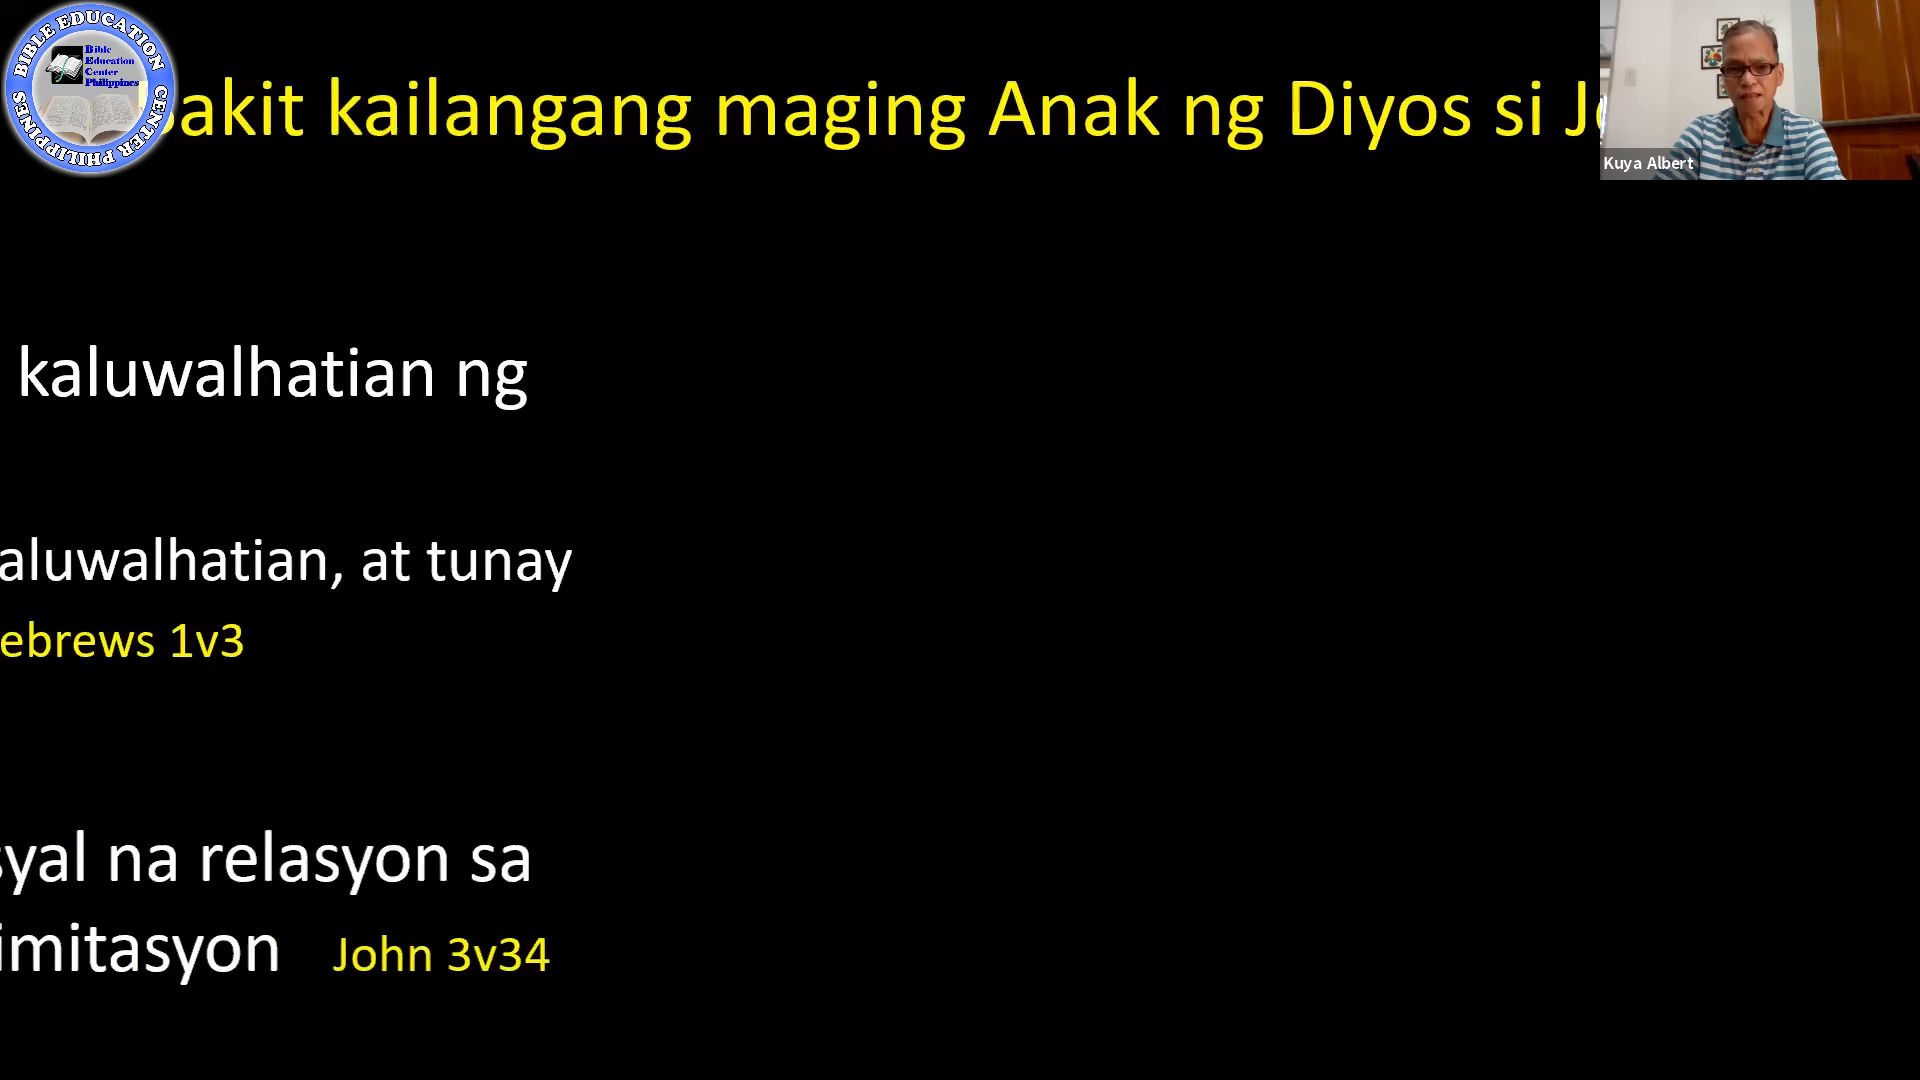 BIBLE EDUCATION CENTER PHILIPPINES
Bible
Education
Center
Philippines
Bakit kailangang maging Anak ng Diyos si
Kuya Albert
kaluwalhatian ng
aluwalhatian, at tunay
ebrews 1v3
syal na relasyon sa
imitasyon John 3v34